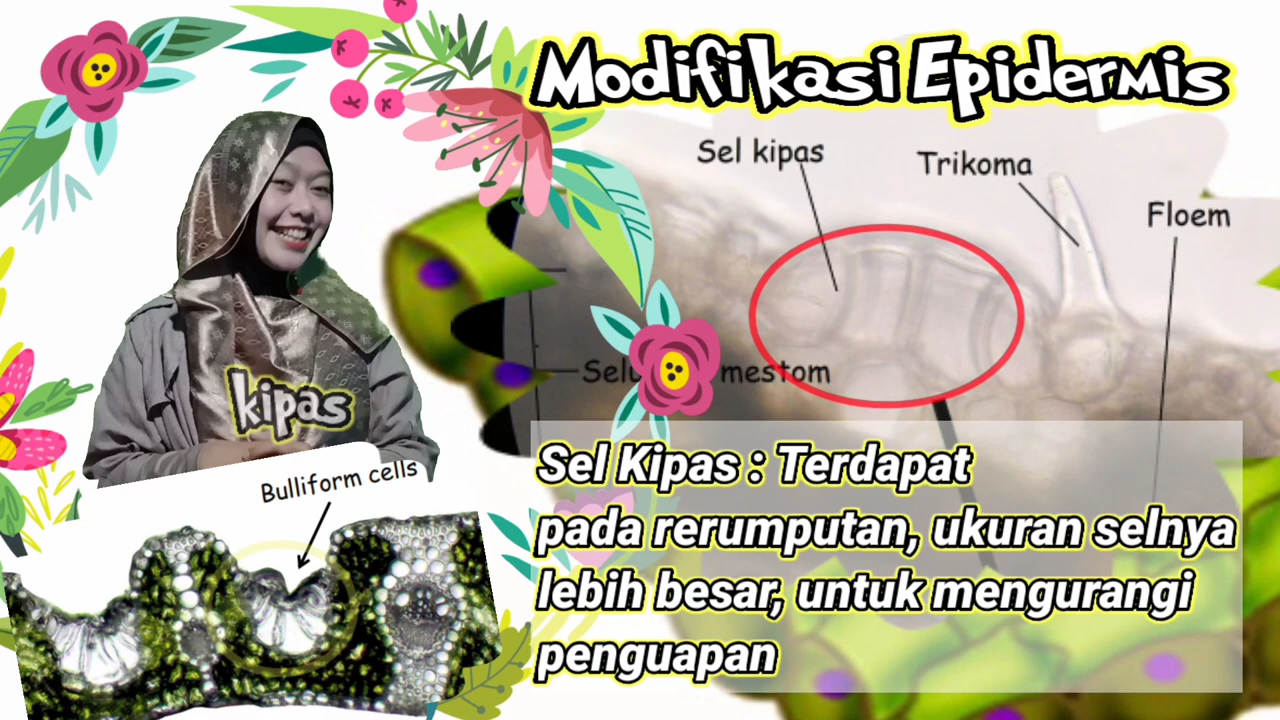 Modifikasi Epidermis
Sel kipas
Trikoma
Floem
mestom
kipas
Bulliform cells
Sel Kipas : Terdapat
pada rerumputan, ukuran selnya
lebih besar, untuk mengurangi
penguapan